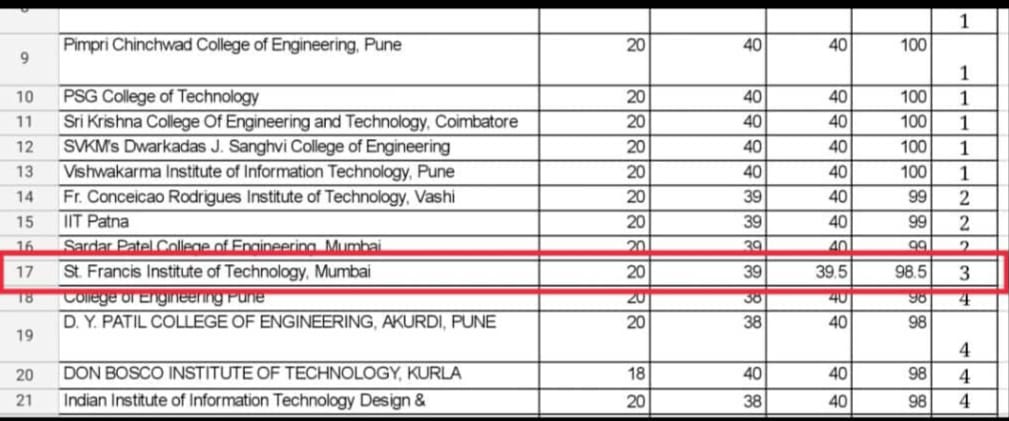 1
9 Pimpri Chinchwad College of Engineering, Pune 20 40 40 100 1
10 PSG College of Technology 20 40 40 100 1
11 Sri Krishna College Of Engineering and Technology, Coimbatore 20 40 40 100 1
12 SVKM's Dwarkadas J. Sanghvi College of Engineering 20 40 40 100 1
13 Vishwakarma Institute of Information Technology, Pune 20 40 40 100 1
14 Fr. Conceicao Rodrigues Institute of Technology, Vashi 20 39 40 99 2
15 IIT Patna 20 39 40 99 2
16 Sardar Patel College of Engineering, Mumbai 20 39 40 99 2
17 St. Francis Institute of Technology, Mumbai 20 39 39.5 98.5 3
18 College of Engineering Pune 20 38 40 98 4
19 D. Y. PATIL COLLEGE OF ENGINEERING, AKURDI, PUNE 20 38 40 98 4
20 DON BOSCO INSTITUTE OF TECHNOLOGY, KURLA 18 40 40 98 4
21 Indian Institute of Information Technology Design & 20 38 40 98 4